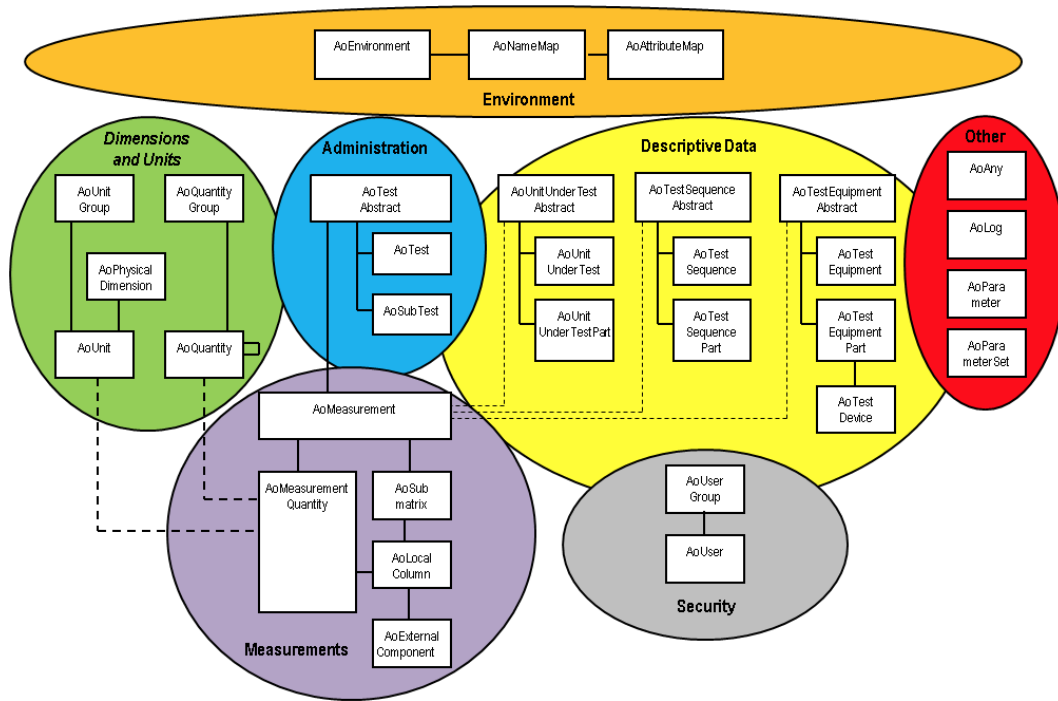 AoEnvironment
AoNameMap
AoAttributeMap
Environment
Dimensions
and Units
AoUnit
Group
AoQuantity
Group
AoPhysical
Dimension
AoUnit
AoQuantity
Administration
AoTest
Abstract
AoTest
AoSubTest
Descriptive Data
AoUnitUnderTest
Abstract
AoUnit
UnderTest
AoUnit
UnderTestPart
AoTestSequence
Abstract
AoTest
Sequence
AoTest
Sequence
Part
AoTestEquipment
Abstract
AoTest
Equipment
AoTest
Equipment
Part
AoTest
Device
Other
AoAny
AoLog
AoPara
meter
AoPara
meterSet
AoMeasurement
AoMeasurement
Quantity
AoSub
matrix
AoLocal
Column
AoExternal
Component
Measurements
AoUser
Group
AoUser
Security